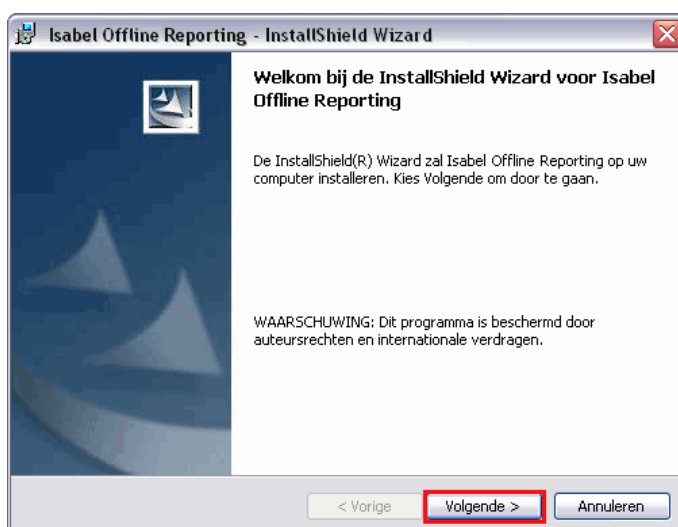 Isabel Offline Reporting - InstallShield Wizard
Welkom bij de InstallShield Wizard voor Isabel
Offline Reporting
De InstallShield(R) Wizard zal Isabel Offline Reporting op uw
computer installeren. Kies Volgende om door te gaan.
WAARSCHUWING: Dit programma is beschermd door
auteursrechten en internationale verdragen.
< Vorige
Volgende >
Annuleren